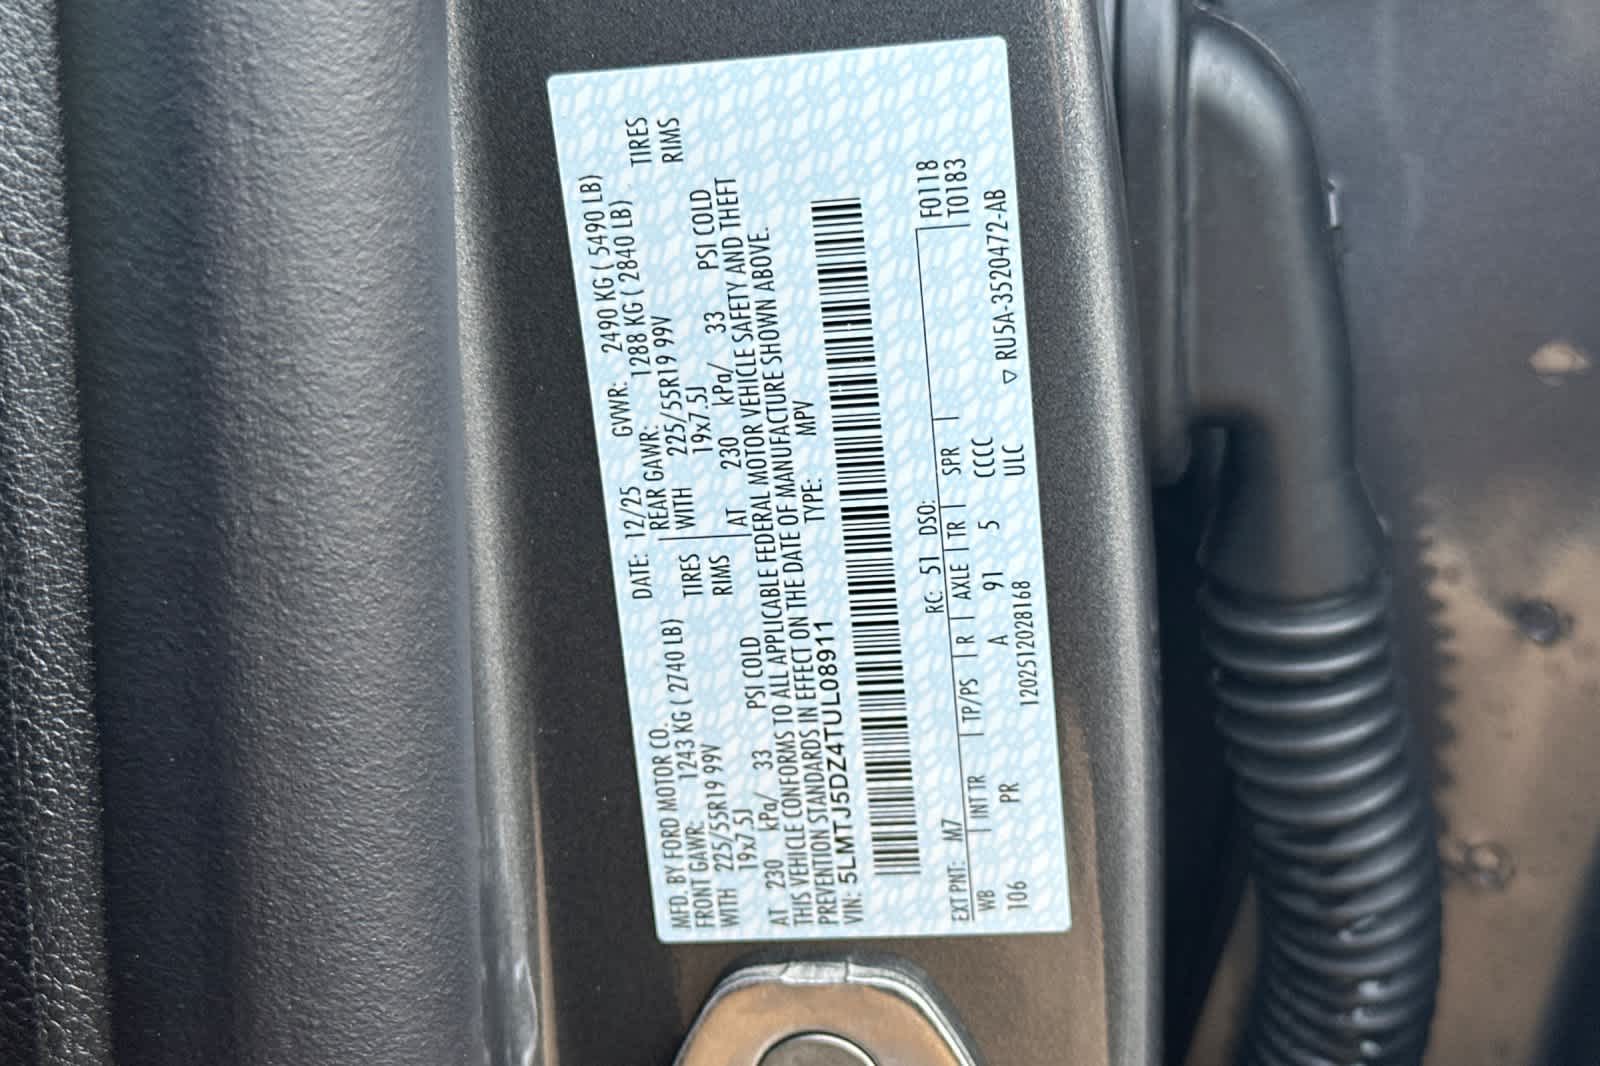 MFD. BY FORD MOTOR CO.
DATE: 12/25 GVWR: 2490 KG ( 5490 LB)
FRONT GAWR: 1243 KG ( 2740 LB) REAR GAWR: 1288 KG ( 2840 LB)
WITH 225/55R19 99V TIRES WITH 225/55R19 99V TIRES
19x7.5J RIMS 19x7.5J RIMS
AT 230 kPa/ 33 PSI COLD AT 230 kPa/ 33 PSI COLD
THIS VEHICLE CONFORMS TO ALL APPLICABLE FEDERAL MOTOR VEHICLE SAFETY AND THEFT
PREVENTION STANDARDS IN EFFECT ON THE DATE OF MANUFACTURE SHOWN ABOVE.
VIN: 5LMTJ5DZ4TUL08911 TYPE: MPV
EXT PNT: M7 RC: 51 DSO: F0118
WB INT TR TP/PS R AXLE TR SPR T0183
106 PR A 91 5 CCCC
1202512028168 ULC ▽ RU5A-3520472-AB